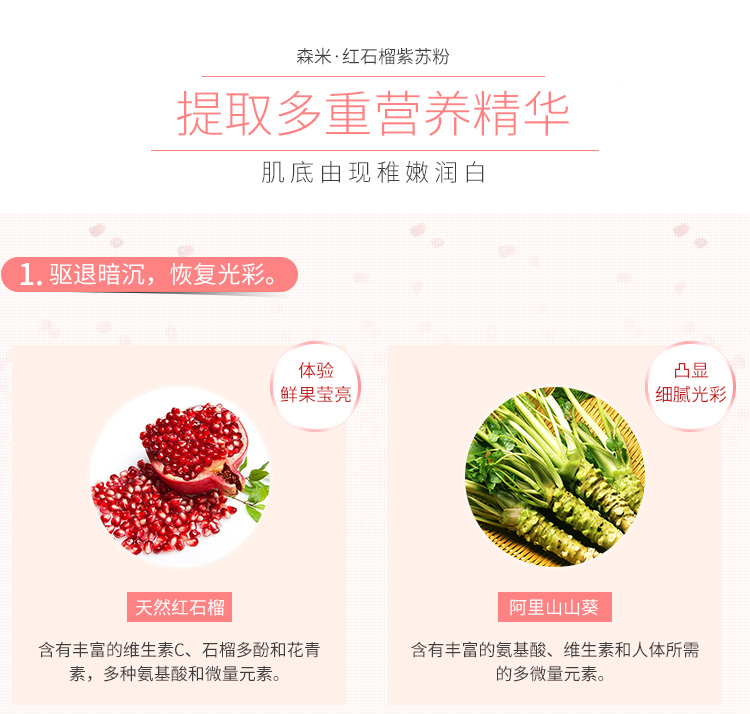 森米·红石榴紫苏粉
提取多重营养精华
肌底由现稚嫩润白
1. 驱退暗沉，恢复光彩。
体验
鲜果莹亮
凸显
细腻光彩
天然红石榴
阿里山山葵
含有丰富的维生素C、石榴多酚和花青
素，多种氨基酸和微量元素。
含有丰富的氨基酸、维生素和人体所需
的多微量元素。